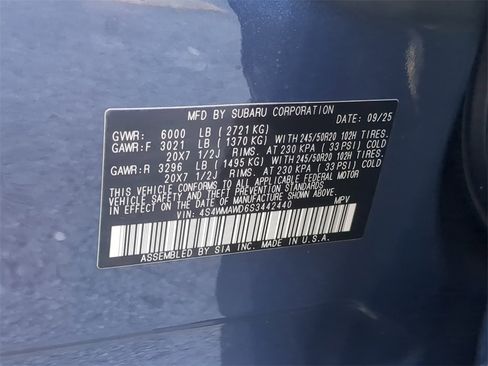 MFD BY SUBARU CORPORATION
DATE: 09/25
GVWR: 6000 LB (2721 KG)
GAWR:F 3021 LB (1370 KG) WITH 245/50R20 102H TIRES.
20X7 1/2J RIMS. AT 230 KPA ( 33 PSI) COLD
GAWR:R 3296 LB (1495 KG) WITH 245/50R20 102H TIRES.
20X7 1/2J RIMS. AT 230 KPA ( 33 PSI) COLD
THIS VEHICLE CONFORMS TO ALL APPLICABLE FEDERAL MOTOR
VEHICLE SAFETY AND THEFT PREVENTION STANDARDS
IN EFFECT ON THE DATE OF MANUFACTURE SHOWN ABOVE.
VIN: 4S4WMAWD6S3442440 MPV
ASSEMBLED BY SIA INC. MADE IN U.S.A.